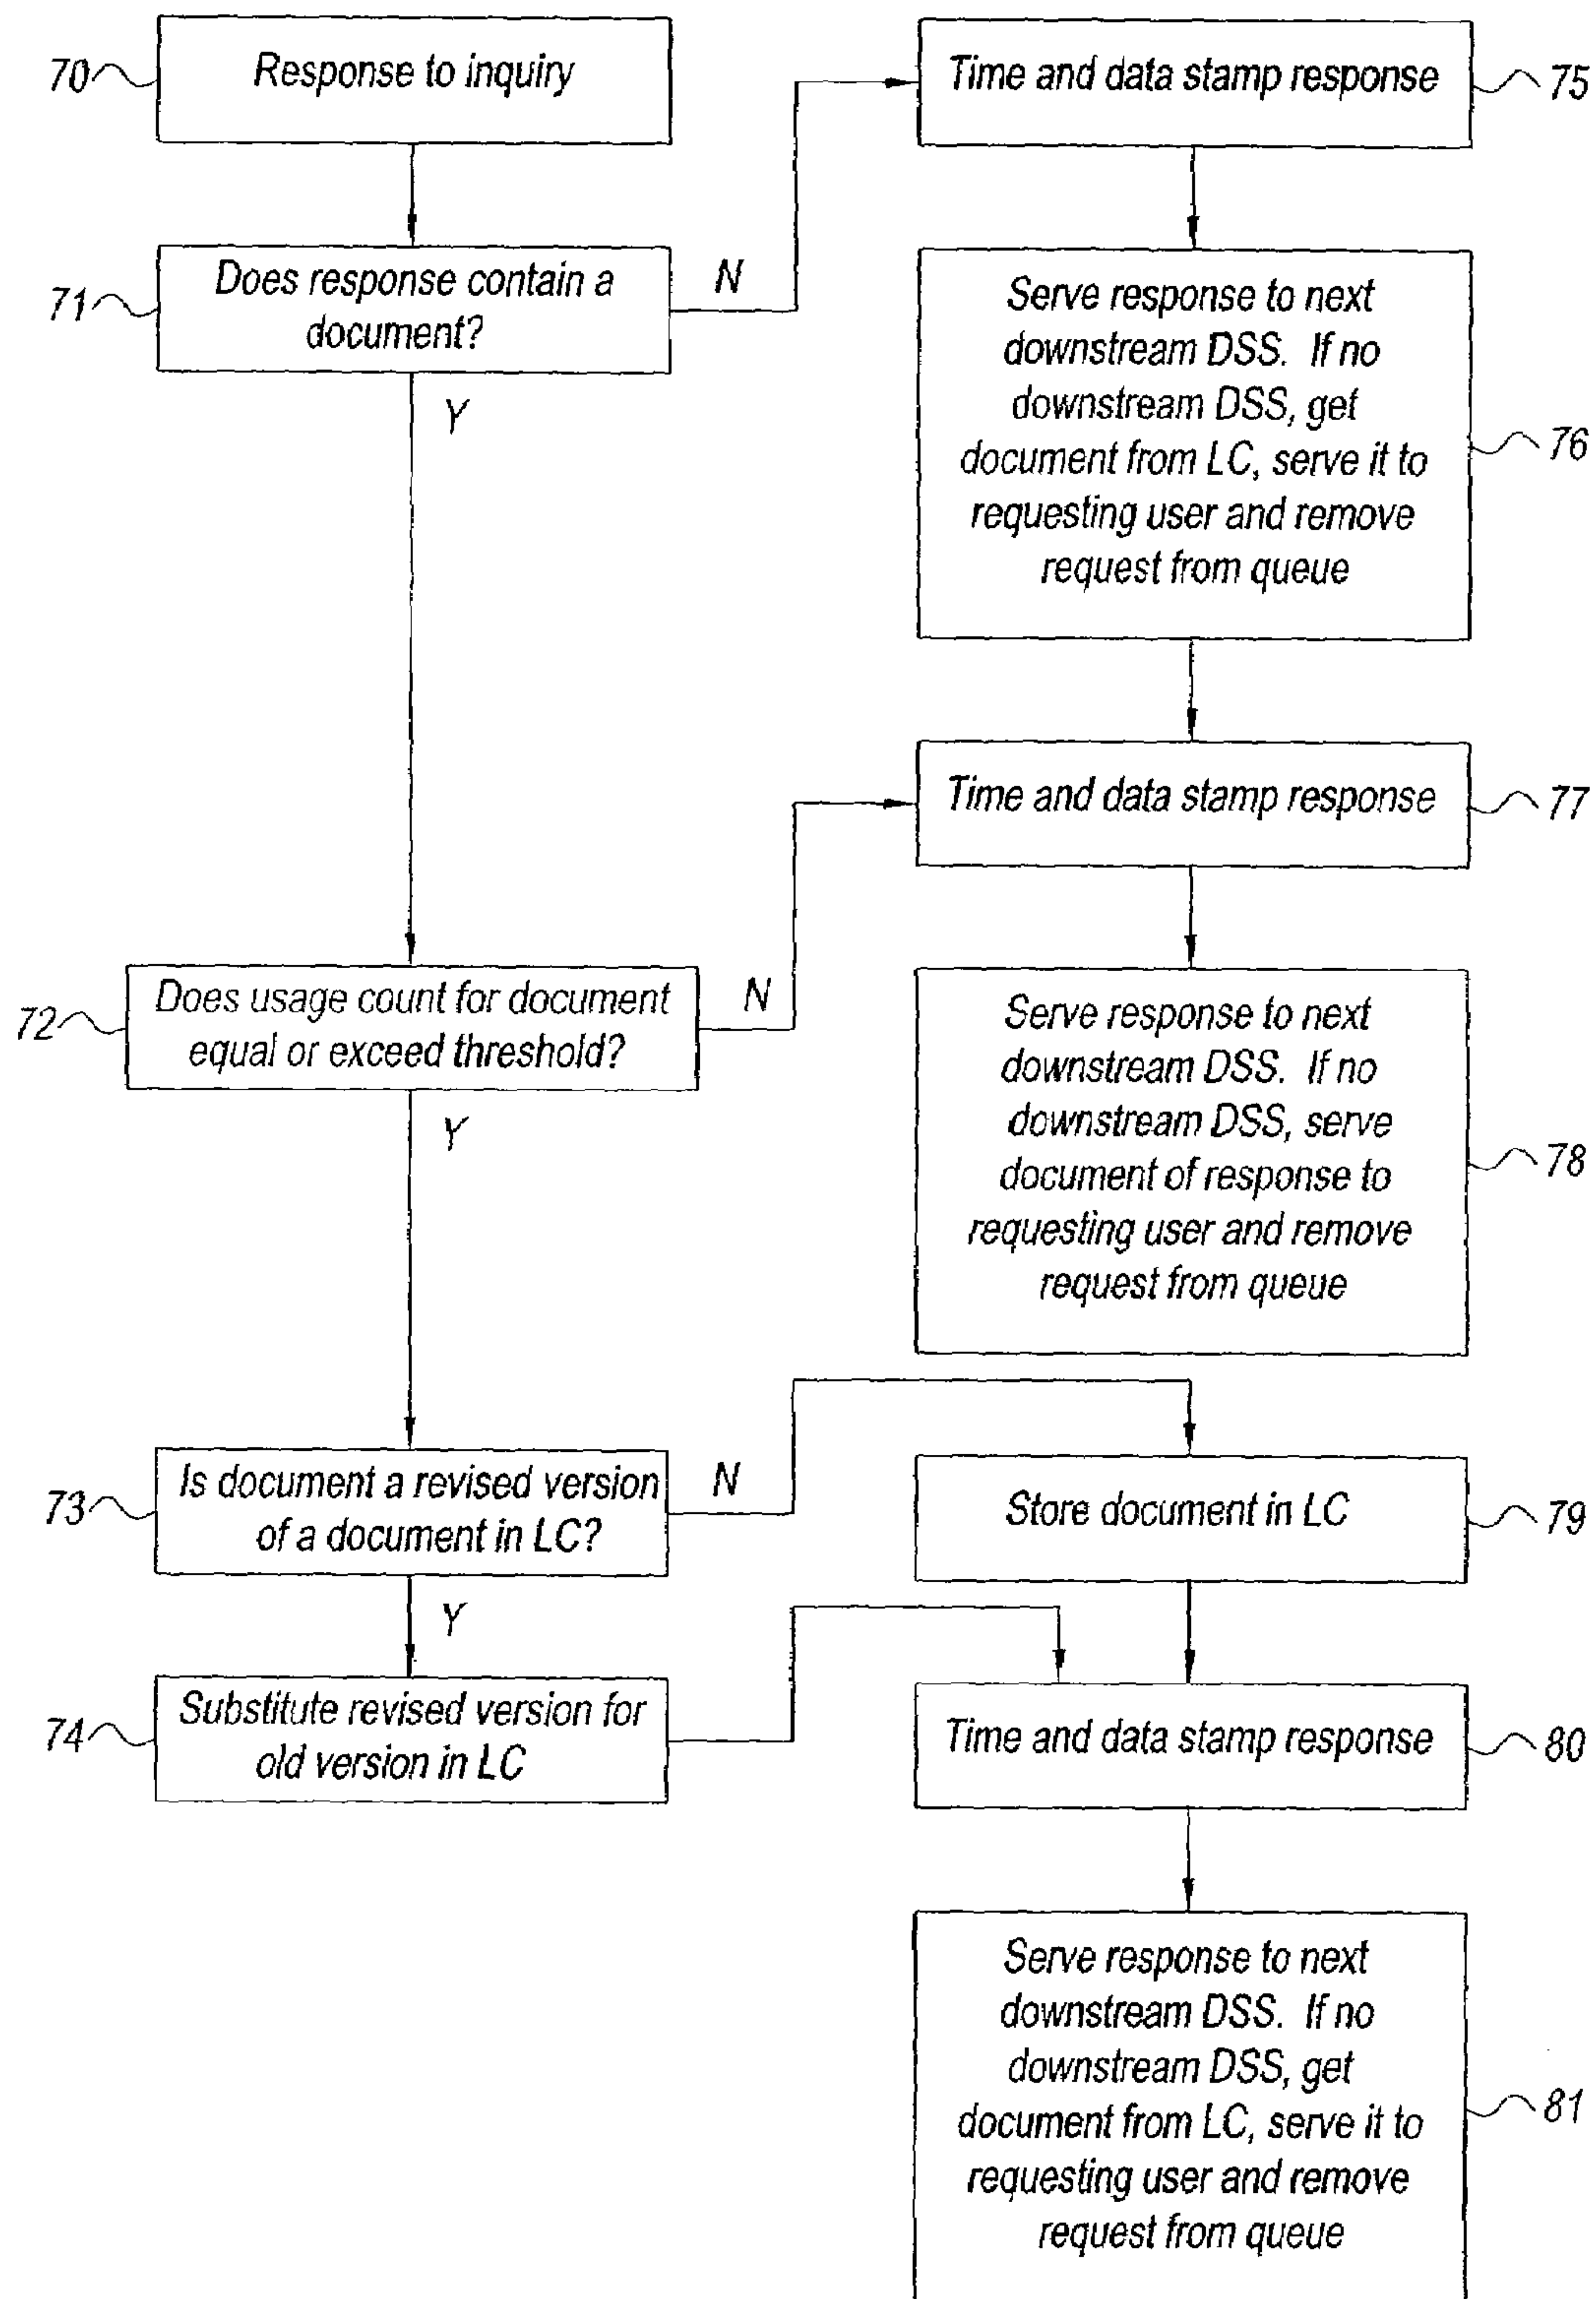 70
Response to inquiry
Time and data stamp response
75
71
Does response contain a
document?
N
Y
Serve response to next
downstream DSS. If no
downstream DSS, get
document from LC, serve it to
requesting user and remove
request from queue
76
Time and data stamp response
77
72
Does usage count for document
equal or exceed threshold?
N
Y
Serve response to next
downstream DSS. If no
downstream DSS, serve
document of response to
requesting user and remove
request from queue
78
73
Is document a revised version
of a document in LC?
N
Y
Store document in LC
79
74
Substitute revised version for
old version in LC
Time and data stamp response
80
Serve response to next
downstream DSS. If no
downstream DSS, get
document from LC, serve it to
requesting user and remove
request from queue
81